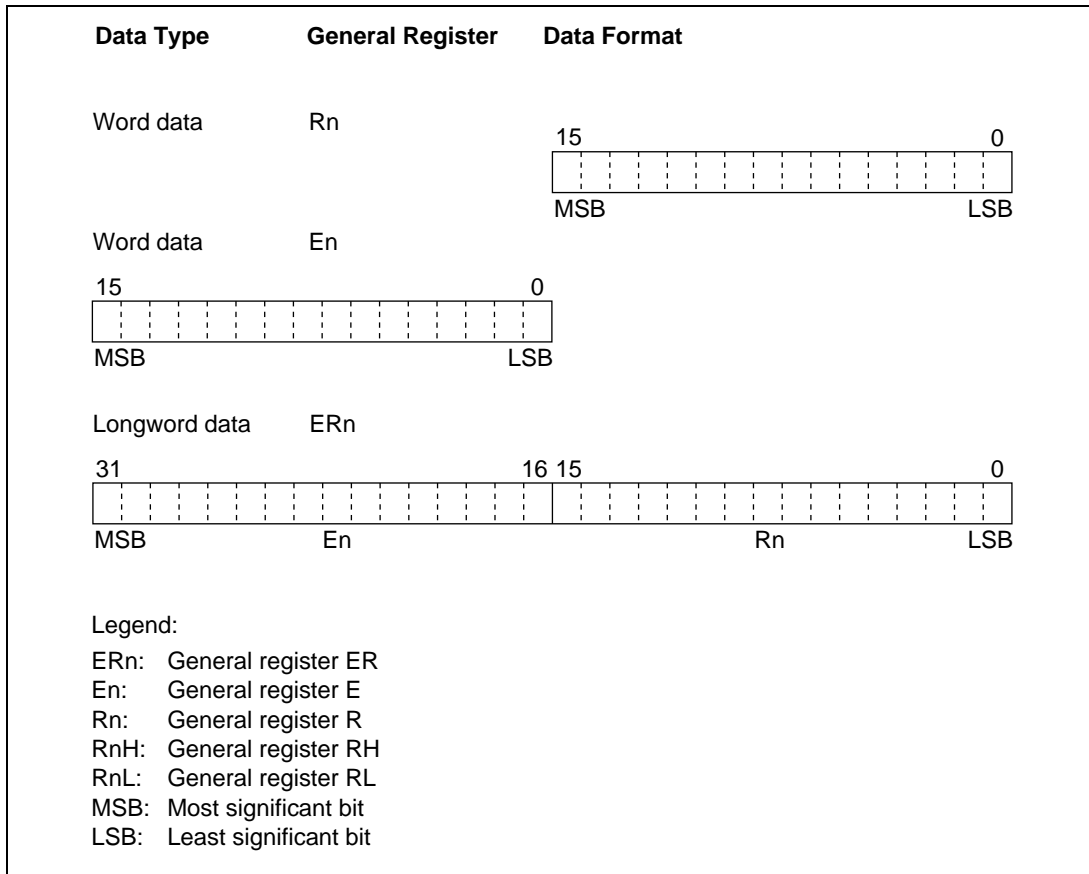 Data Type General Register Data Format
Word data Rn
15 0
MSB LSB
Word data En
15 0
MSB LSB
Longword data ERn
31 16 15 0
MSB En Rn LSB
Legend:
ERn: General register ER
En: General register E
Rn: General register R
RnH: General register RH
RnL: General register RL
MSB: Most significant bit
LSB: Least significant bit